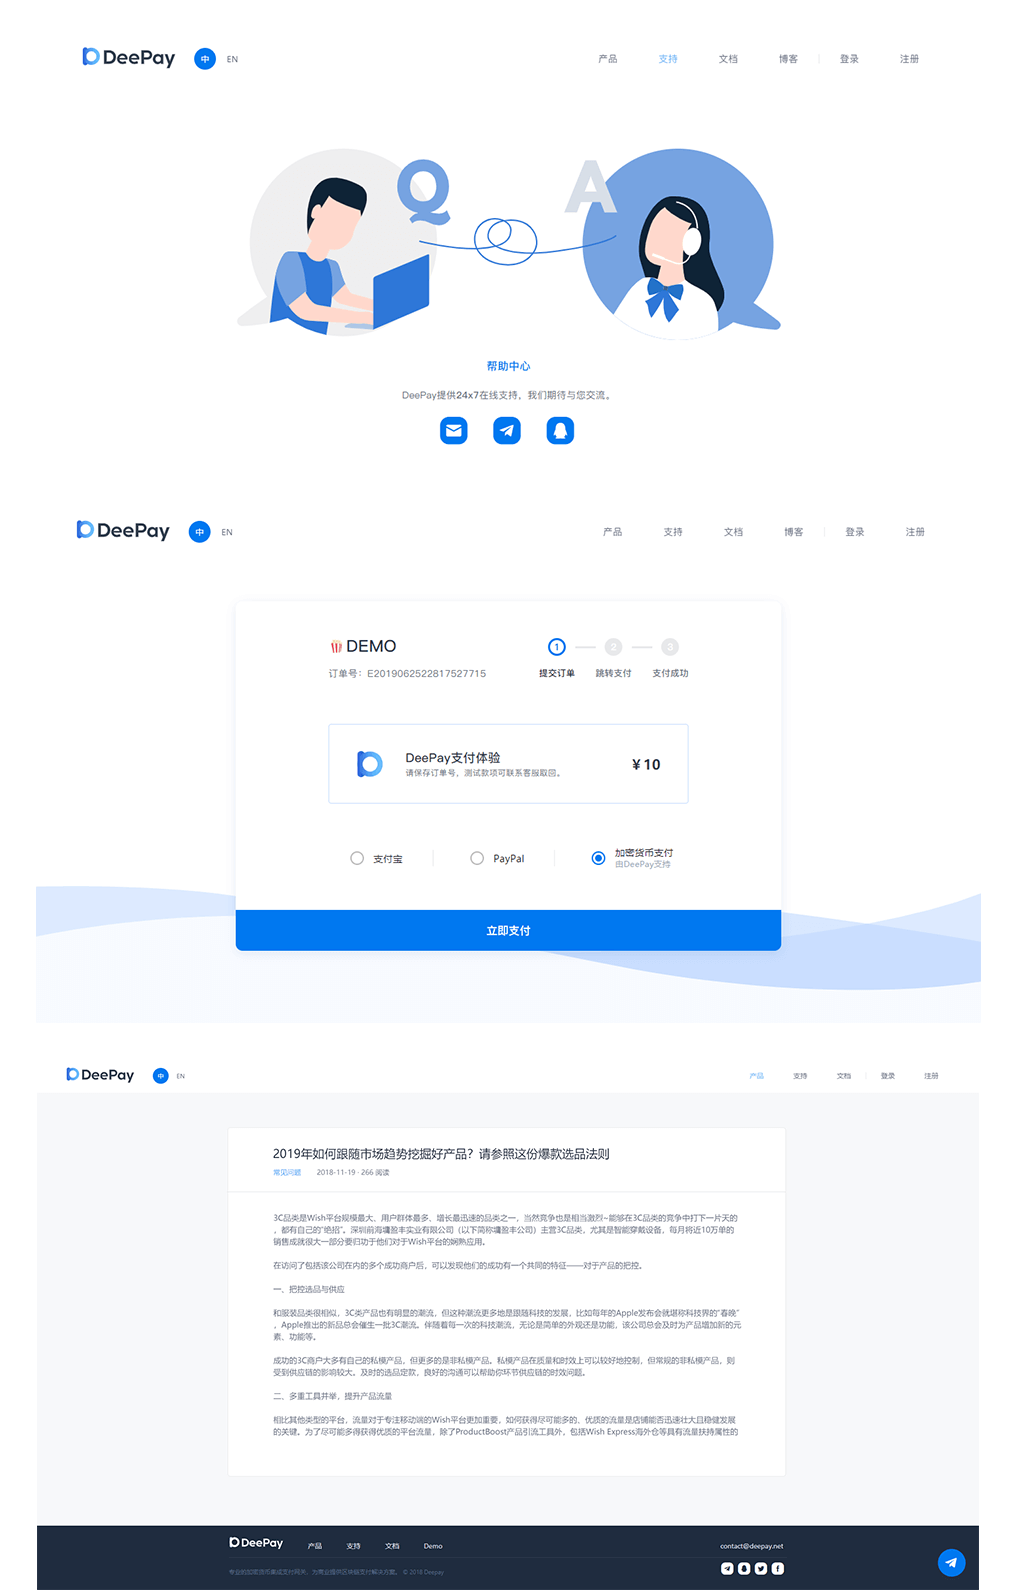 DeePay 中 EN 产品 支持 文档 博客 登录 注册
Q A
帮助中心
DeePay提供24x7在线支持，我们期待与您交流。
DeePay 中 EN 产品 支持 文档 博客 登录 注册
DEMO
订单号：E2019062522817527715
1 2 3
提交订单 跳转支付 支付成功
DeePay支付体验
请保存订单号，测试款项可联系客服取回。
¥ 10
支付宝 PayPal 加密货币支付
由DeePay支持
立即支付
DeePay 中 EN 产品 支持 文档 登录 注册
2019年如何跟随市场趋势挖掘好产品？请参照这份爆款选品法则
常见问题 2018-11-19 · 266 阅读
3C品类是Wish平台规模最大、用户群体最多、增长最迅速的品类之一，当然竞争也是相当激烈~能够在3C品类的竞争中打下一片天的
，都有自己的“绝招”。深圳前海墉盈丰实业有限公司（以下简称墉盈丰公司）主营3C品类，尤其是智能穿戴设备，每月将近10万单的
销售成就很大一部分要归功于他们对于Wish平台的娴熟应用。
在访问了包括该公司在内的多个成功商户后，可以发现他们的成功有一个共同的特征——对于产品的把控。
一、把控选品与供应
和服装品类很相似，3C类产品也有明显的潮流，但这种潮流更多地是跟随科技的发展，比如每年的Apple发布会就堪称科技界的“春晚”
，Apple推出的新品总会催生一批3C潮流。伴随着每一次的科技潮流，无论是简单的外观还是功能，该公司总会及时为产品增加新的元
素、功能等。
成功的3C商户大多有自己的私模产品，但更多的是非私模产品。私模产品在质量和时效上可以较好地控制，但常规的非私模产品，则
受到供应链的影响较大。及时的选品定款，良好的沟通可以帮助你环节供应链的时效问题。
二、多重工具并举，提升产品流量
相比其他类型的平台，流量对于专注移动端的Wish平台更加重要，如何获得尽可能多的、优质的流量是店铺能否迅速壮大且稳健发展
的关键。为了尽可能多得获得优质的平台流量，除了ProductBoost产品引流工具外，包括Wish Express海外仓等具有流量扶持属性的
DeePay 产品 支持 文档 Demo contact@deepay.net
专业的加密货币集成支付网关，为商业提供区块链支付解决方案。 © 2018 Deepay